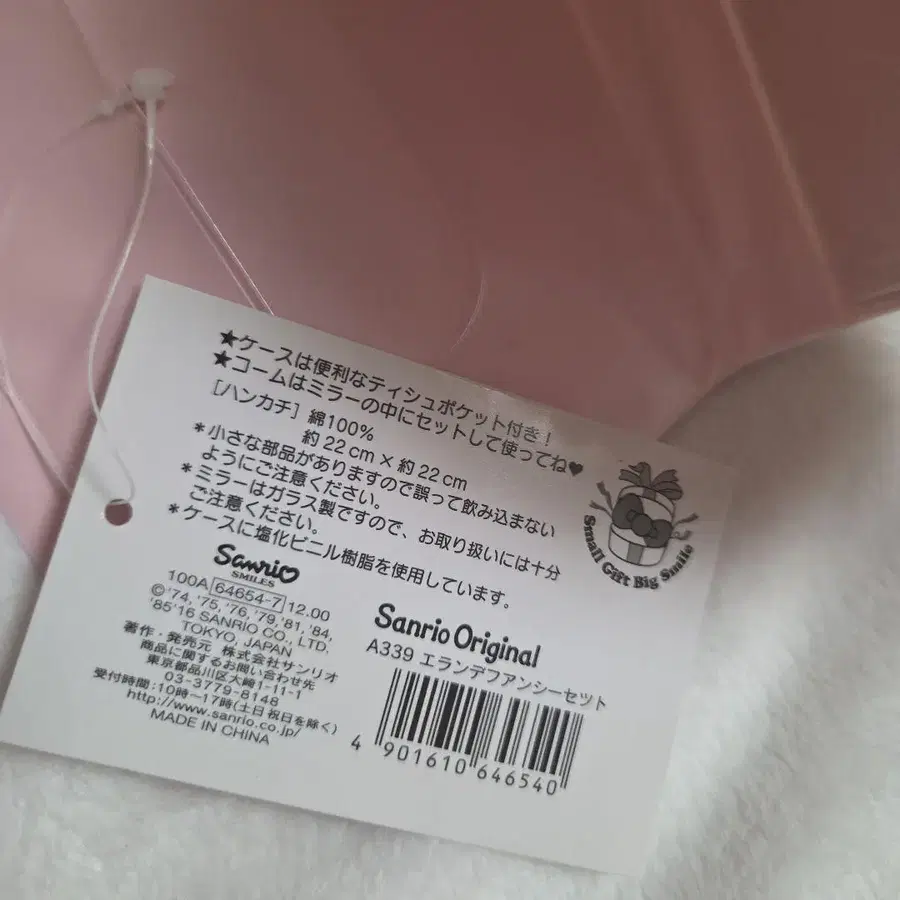 ★ケースは便利なティシュポケット付き！
★コームはミラーの中にセットして使ってね♥
［ハンカチ］綿100%
約22cm×約22cm
＊小さな部品がありますので誤って飲み込まない
ようにご注意ください。
＊ミラーはガラス製ですので、お取り扱いには十分
ご注意ください。
＊ケースに塩化ビニル樹脂を使用しています。
Small Gift Big Smile
Sanrio
SMILES
100A 64654-7 12.00
©'74,'75,'76,'79,'81,'84,
'85'16 SANRIO CO., LTD.
TOKYO, JAPAN
著作・発売元 株式会社サンリオ
商品に関するお問い合わせ先
東京都品川区大崎1-11-1
03-3779-8148
受付時間：10時〜17時(土日祝日を除く)
http://www.sanrio.co.jp/
MADE IN CHINA
Sanrio Original
A339 エランデファンシーセット
4 901610 646540